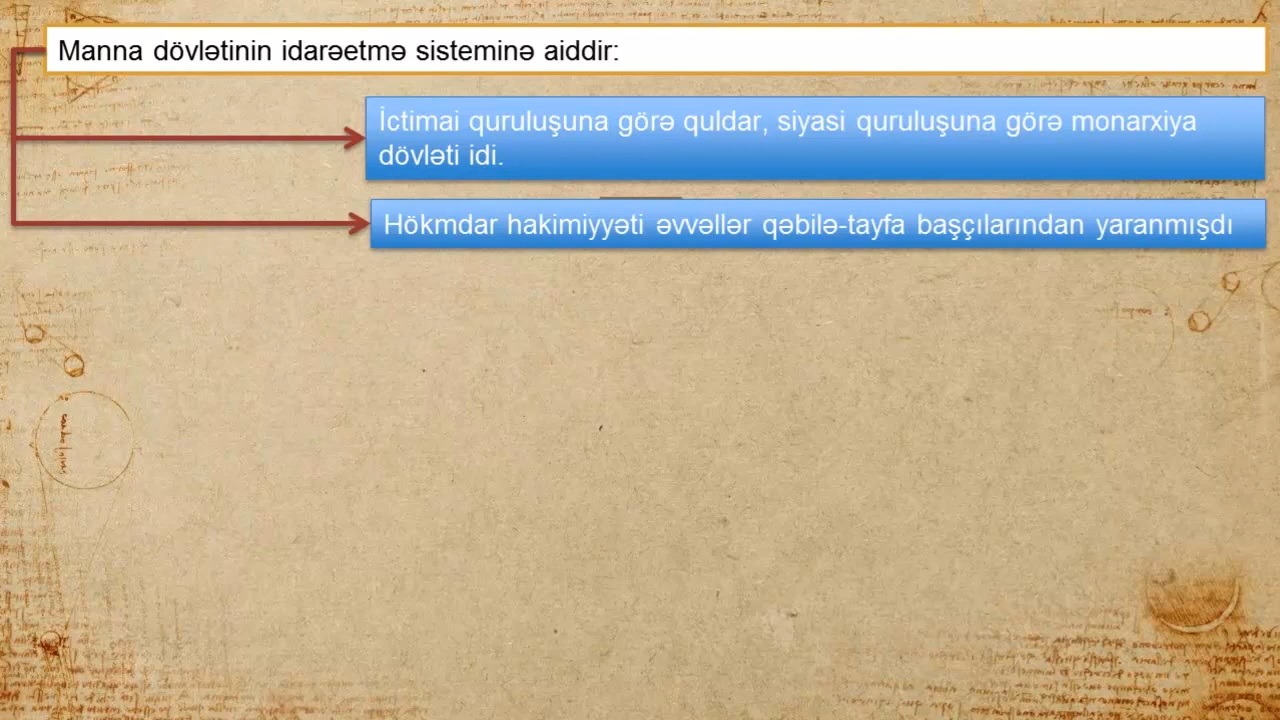 Manna dövlətinin idarəetmə sisteminə aiddir:
İctimai quruluşuna görə quldar, siyasi quruluşuna görə monarxiya
dövləti idi.
Hökmdar hakimiyyəti əvvəllər qəbilə-tayfa başçılarından yaranmışdı